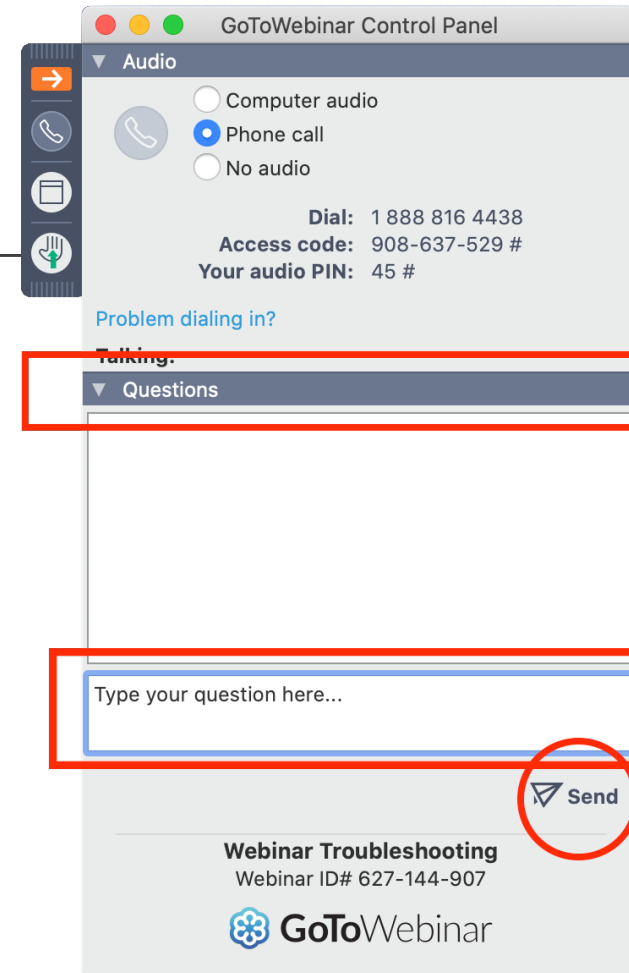 GoToWebinar Control Panel
Audio
Computer audio
Phone call
No audio
Dial: 1 888 816 4438
Access code: 908-637-529 #
Your audio PIN: 45 #
Problem dialing in?
Talking:
Questions
Type your question here...
Send
Webinar Troubleshooting
Webinar ID# 627-144-907
GoToWebinar